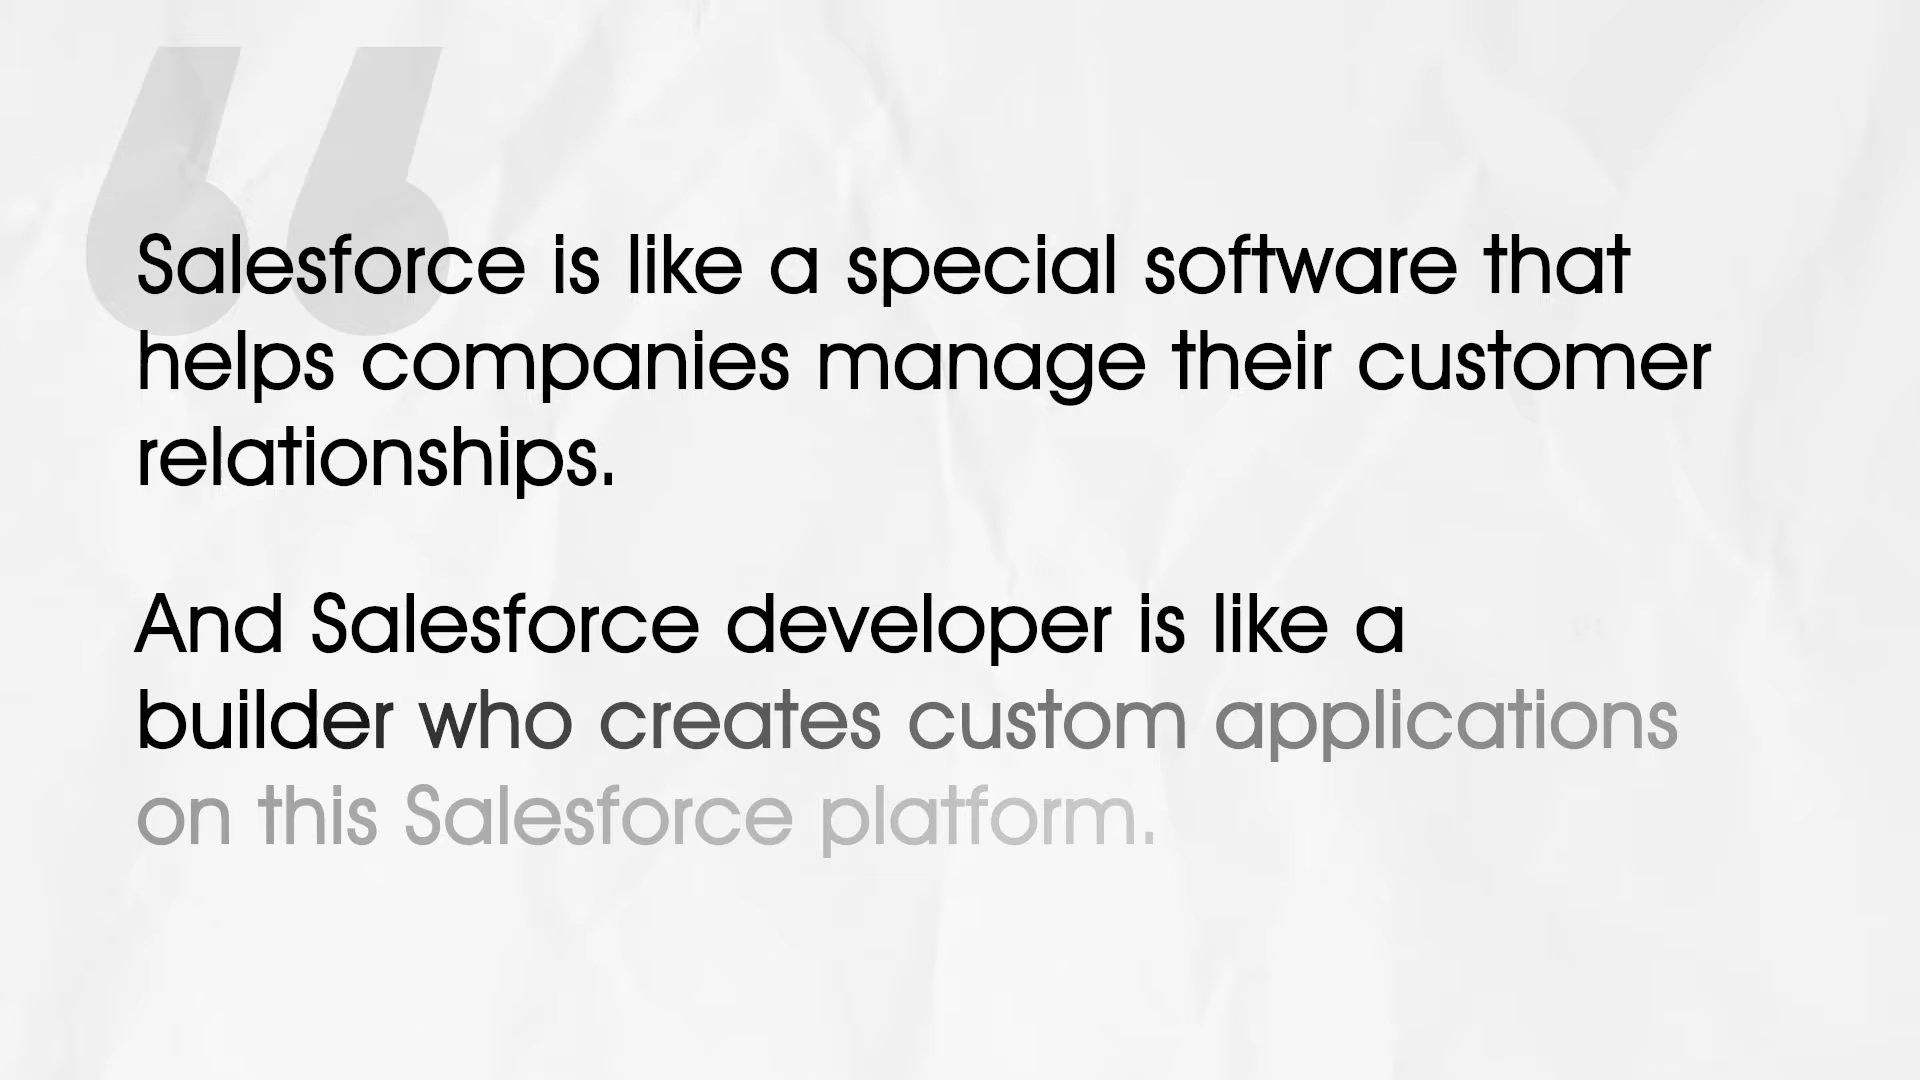 “
Salesforce is like a special software that
helps companies manage their customer
relationships.
And Salesforce developer is like a
builder who creates custom applications
on this Salesforce platform.